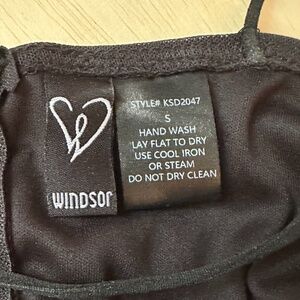 WINDSOR
STYLE# KSD2047
S
HAND WASH
LAY FLAT TO DRY
USE COOL IRON
OR STEAM
DO NOT DRY CLEAN